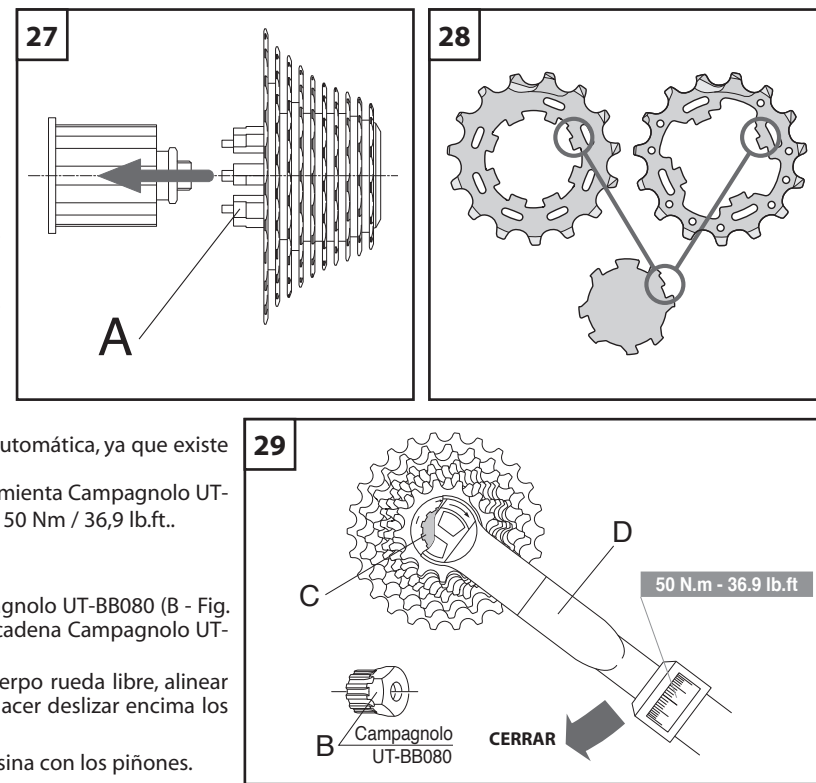 27
A
28
utomática, ya que existe
mienta Campagnolo UT-
50 Nm / 36,9 lb.ft..
gnolo UT-BB080 (B - Fig.
cadena Campagnolo UT-
erpo rueda libre, alinear
acer deslizar encima los
sina con los piñones.
29
C
D
50 N.m - 36.9 lb.ft
B
Campagnolo
UT-BB080
CERRAR